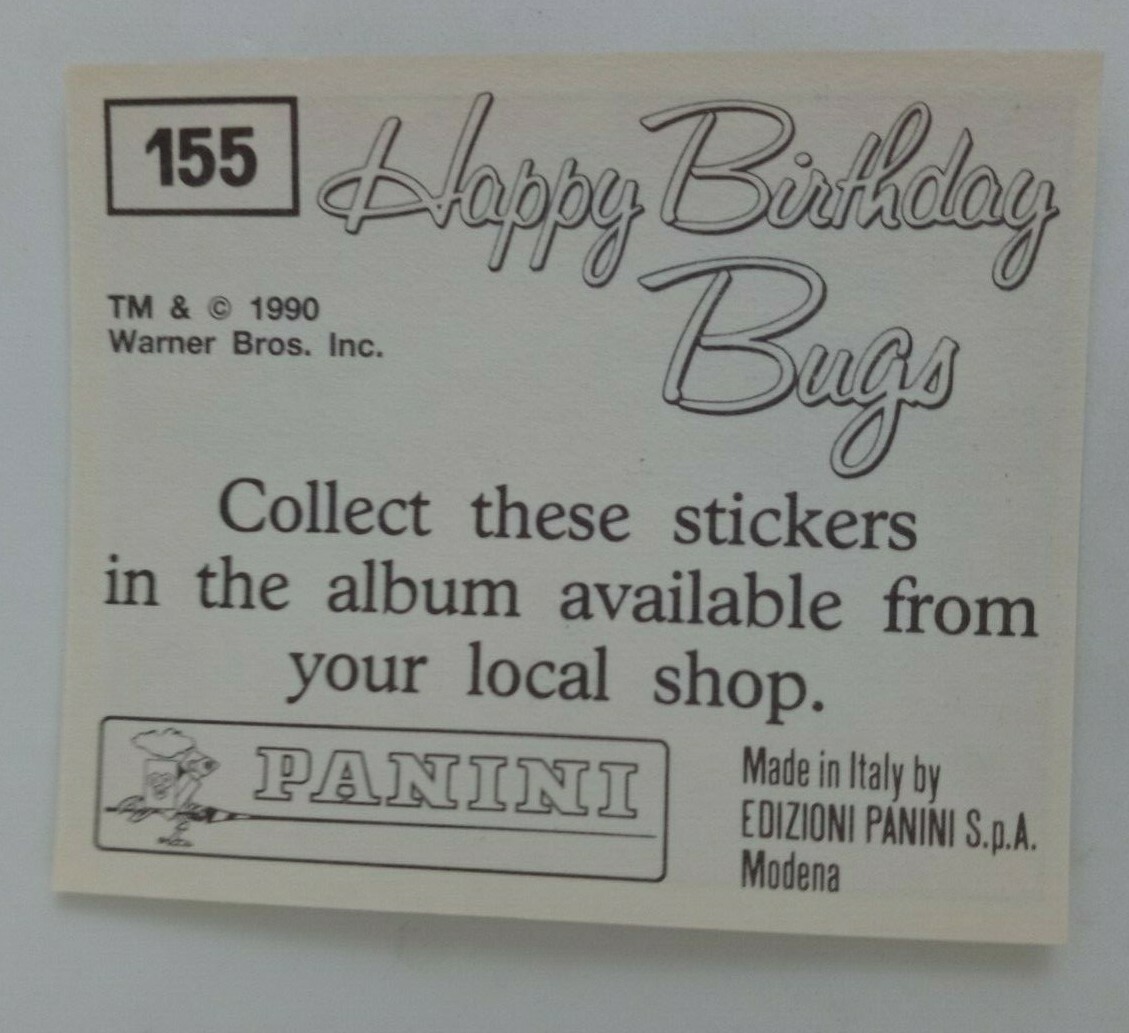 155
Happy Birthday
Bugs
TM & © 1990
Warner Bros. Inc.
Collect these stickers
in the album available from
your local shop.
PANINI
Made in Italy by
EDIZIONI PANINI S.p.A.
Modena